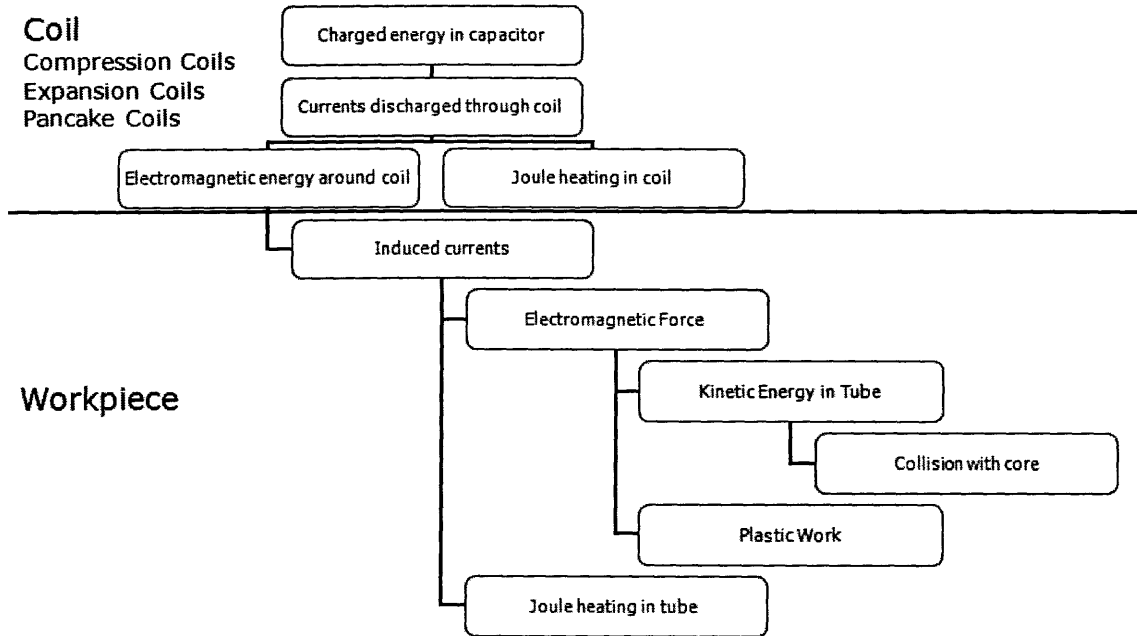 Coil
Compression Coils
Expansion Coils
Pancake Coils
Charged energy in capacitor
Currents discharged through coil
Electromagnetic energy around coil
Joule heating in coil
Induced currents
Electromagnetic Force
Workpiece
Kinetic Energy in Tube
Collision with core
Plastic Work
Joule heating in tube